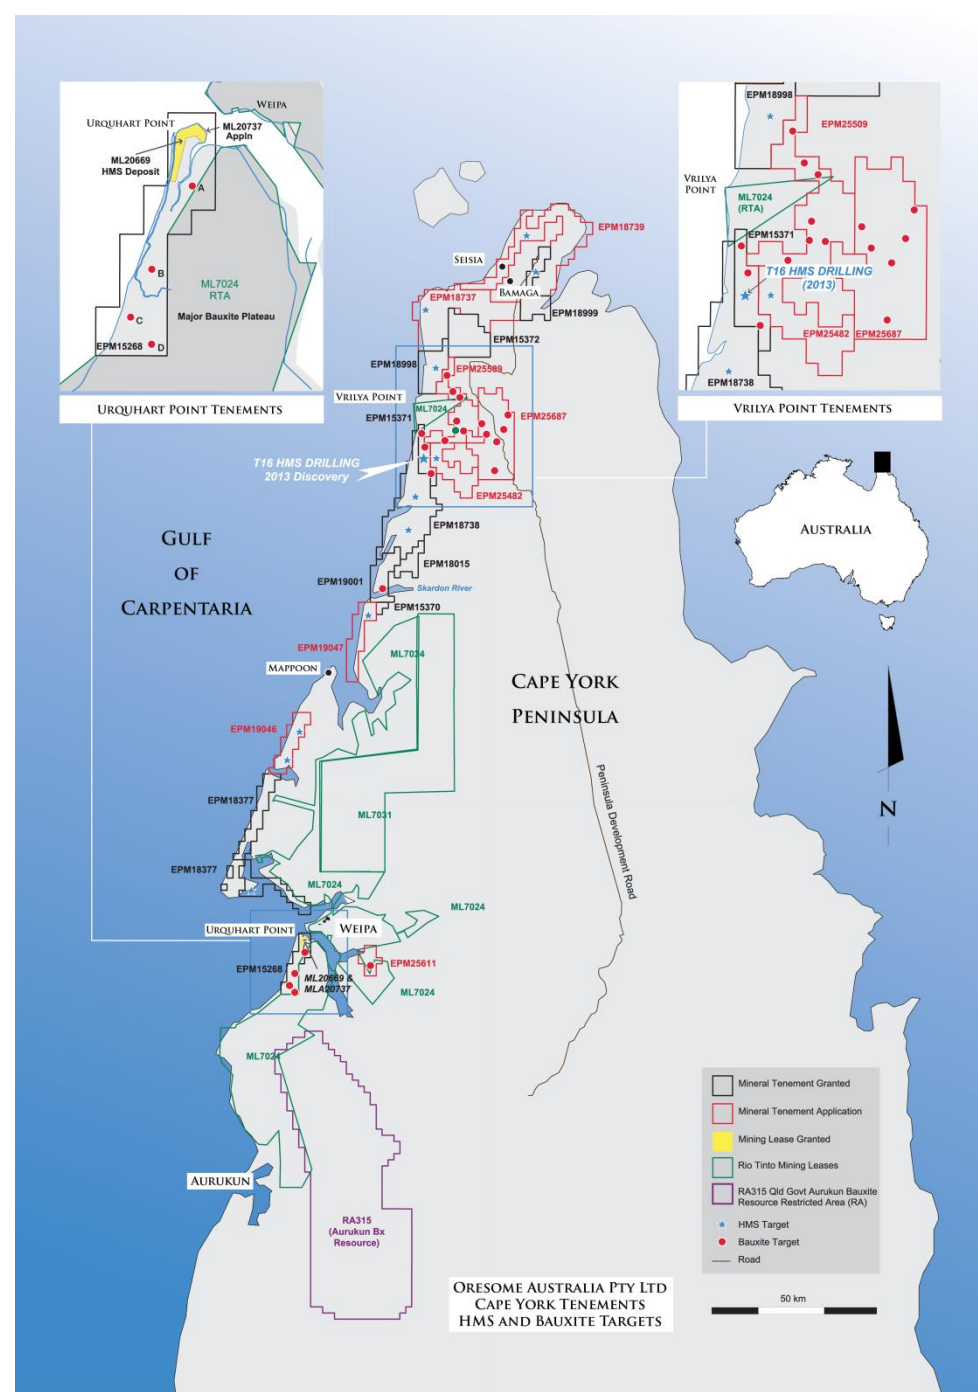 WEIPA
URQUHART POINT
ML20737
Appln
ML20669
HMS Deposit
A
B
ML7024
RTA
C
Major Bauxite Plateau
EPM15268
D
URQUHART POINT TENEMENTS
EPM18998
EPM25509
VRILYA
POINT
ML7024
(RTA)
EPM15371
T16 HMS DRILLING
(2013)
EPM25482
EPM25687
EPM18738
VRILYA POINT TENEMENTS
EPM18739
SEISIA
BAMAGA
EPM18737
EPM18999
EPM15372
EPM18998
EPM25509
VRILYA POINT
ML7024
EPM15371
EPM25687
T16 HMS DRILLING
2013 Discovery
EPM25482
AUSTRALIA
GULF
OF
CARPENTARIA
EPM18738
EPM18015
EPM19001
Skardon River
EPM15370
EPM19047
ML7024
MAPPOON
CAPE YORK
PENINSULA
EPM19046
Peninsula Development Road
N
EPM18377
ML7031
EPM18377
ML7024
ML7024
URQUHART POINT
WEIPA
EPM15268
EPM25611
ML20669 &
MLA20737
ML7024
ML7024
AURUKUN
RA315
(Aurukun Bx
Resource)
Mineral Tenement Granted
Mineral Tenement Application
Mining Lease Granted
Rio Tinto Mining Leases
RA315 Qld Govt Aurukun Bauxite
Resource Restricted Area (RA)
HMS Target
Bauxite Target
Road
50 km
ORESOME AUSTRALIA PTY LTD
CAPE YORK TENEMENTS
HMS AND BAUXITE TARGETS